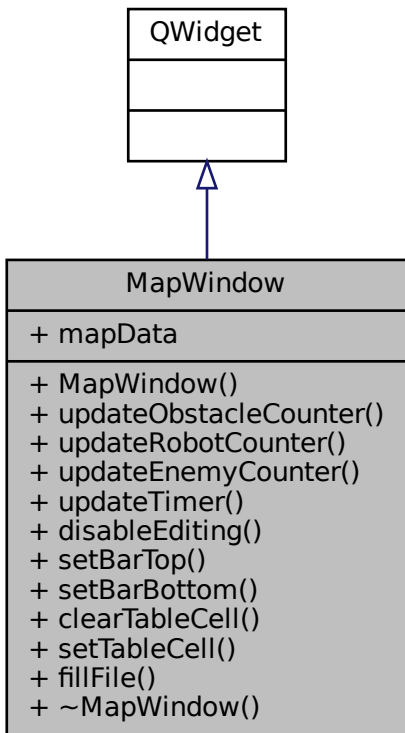 QWidget
MapWindow
+ mapData
+ MapWindow()
+ updateObstacleCounter()
+ updateRobotCounter()
+ updateEnemyCounter()
+ updateTimer()
+ disableEditing()
+ setBarTop()
+ setBarBottom()
+ clearTableCell()
+ setTableCell()
+ fillFile()
+ ~MapWindow()